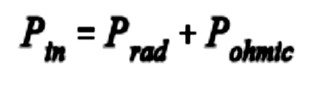 P_in = P_rad + P_ohmic